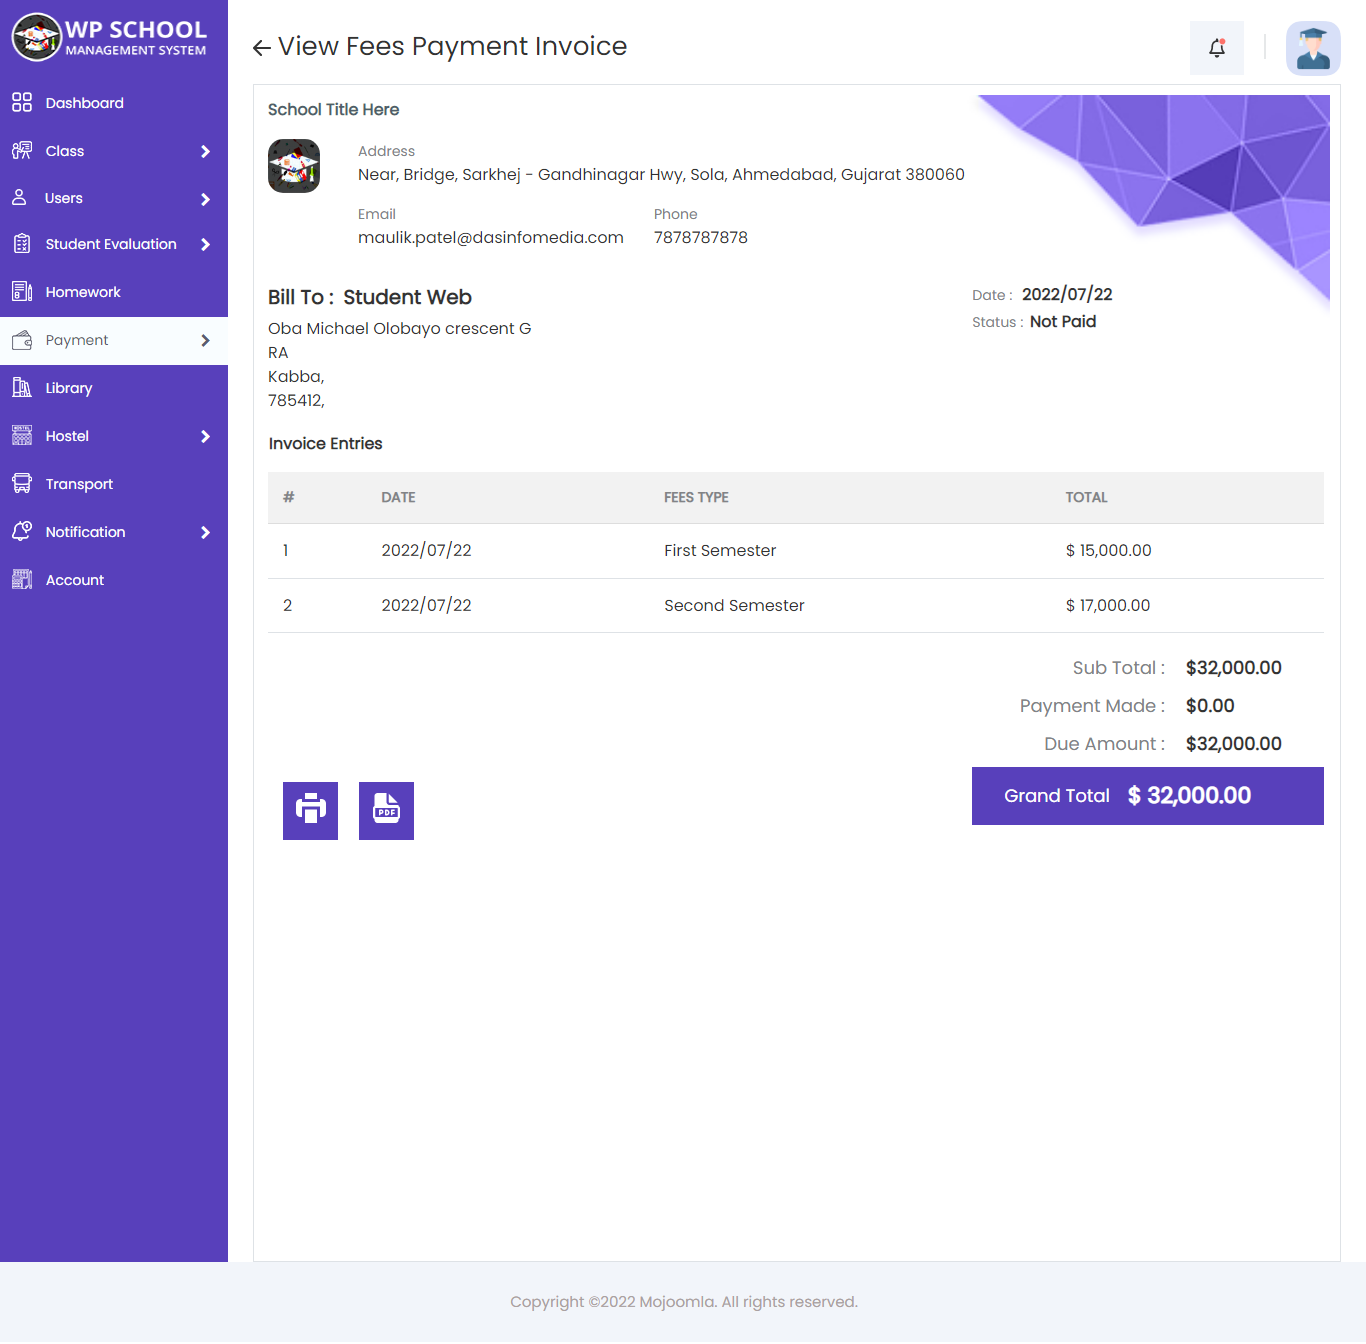 WP SCHOOL
MANAGEMENT SYSTEM
Dashboard
Class
Users
Student Evaluation
Homework
Payment
Library
Hostel
Transport
Notification
Account
View Fees Payment Invoice
School Title Here
Address
Near, Bridge, Sarkhej - Gandhinagar Hwy, Sola, Ahmedabad, Gujarat 380060
Email Phone
maulik.patel@dasinfomedia.com 7878787878
Bill To : Student Web
Oba Michael Olobayo crescent G
RA
Kabba,
785412,
Date : 2022/07/22
Status : Not Paid
Invoice Entries
# DATE FEES TYPE TOTAL
1 2022/07/22 First Semester $ 15,000.00
2 2022/07/22 Second Semester $ 17,000.00
Sub Total : $32,000.00
Payment Made : $0.00
Due Amount : $32,000.00
Grand Total $ 32,000.00
PDF
Copyright ©2022 Mojoomla. All rights reserved.